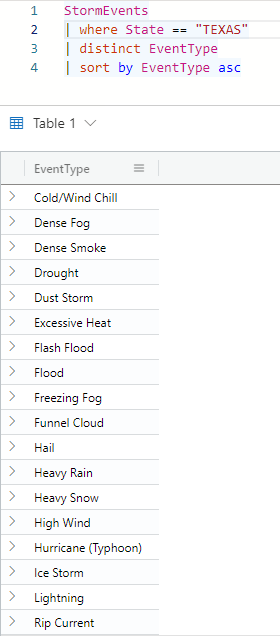 1 StormEvents
2 | where State == "TEXAS"
3 | distinct EventType
4 | sort by EventType asc
Table 1
EventType
Cold/Wind Chill
Dense Fog
Dense Smoke
Drought
Dust Storm
Excessive Heat
Flash Flood
Flood
Freezing Fog
Funnel Cloud
Hail
Heavy Rain
Heavy Snow
High Wind
Hurricane (Typhoon)
Ice Storm
Lightning
Rip Current